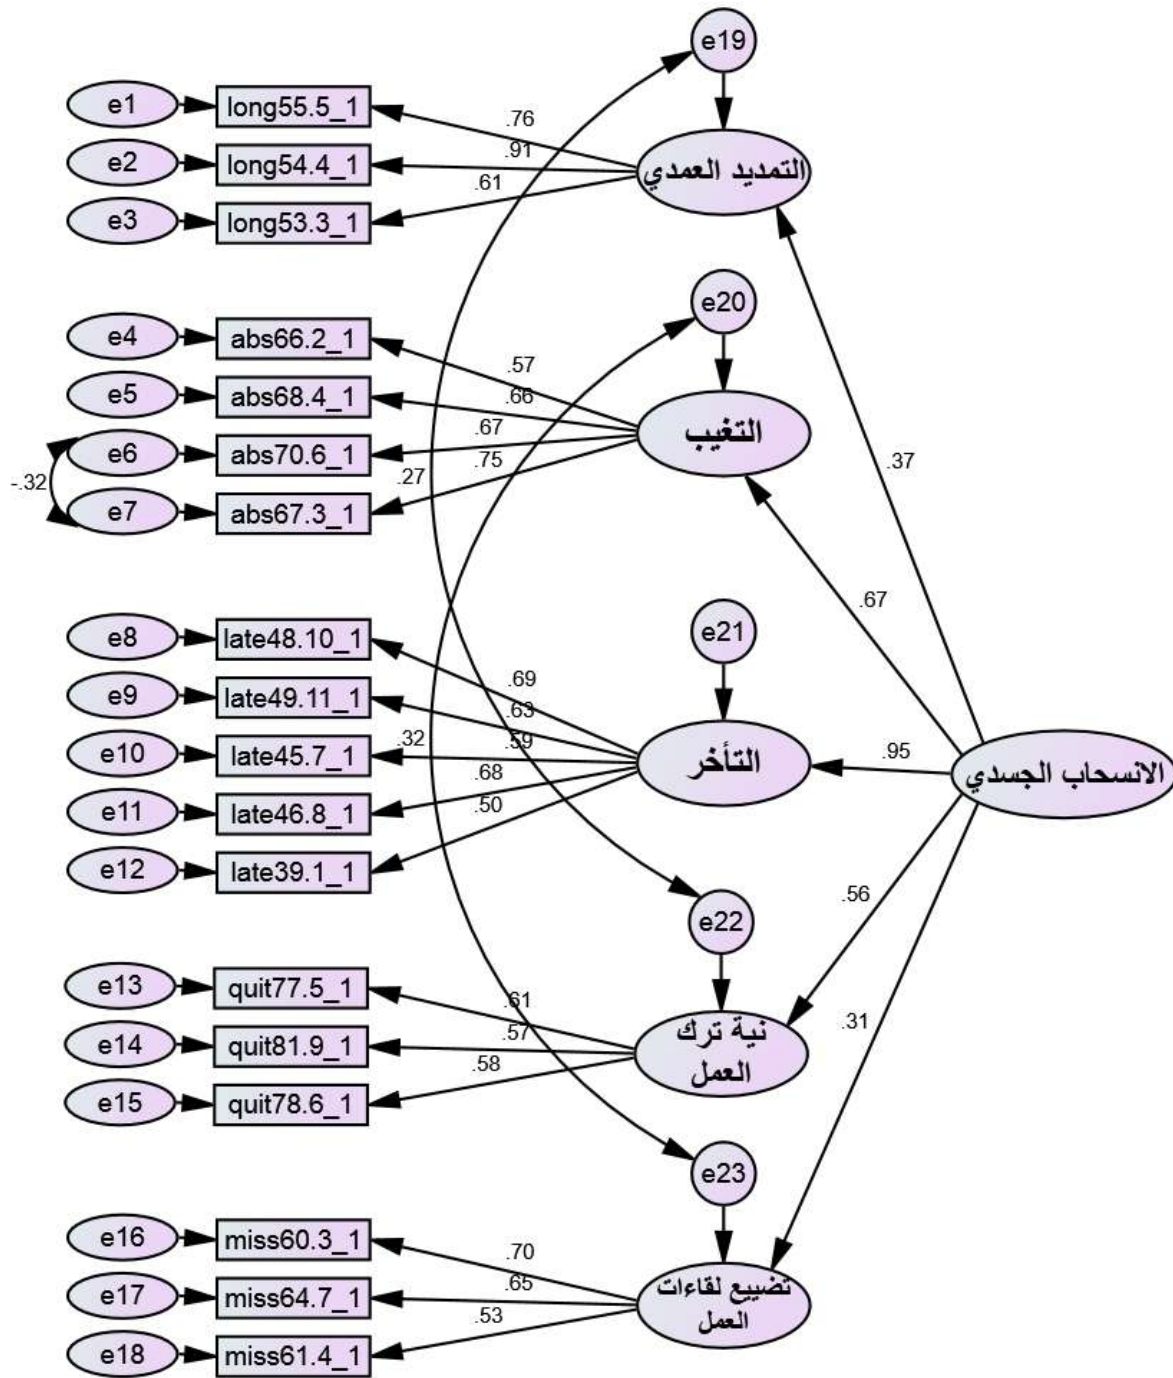 e19
e1
long55.5_1
.76
e2
long54.4_1
.91
التمديد العمدي
e3
long53.3_1
.61
e20
e4
abs66.2_1
.57
e5
abs68.4_1
.66
التغيب
e6
abs70.6_1
.67
.37
-.32
e7
abs67.3_1
.27
.75
.67
e21
e8
late48.10_1
.69
e9
late49.11_1
.63
e10
late45.7_1
.32
.59
التأخر
.95
الانسحاب الجسدي
e11
late46.8_1
.68
e12
late39.1_1
.50
.56
e22
e13
quit77.5_1
.61
.31
e14
quit81.9_1
.57
نية ترك
العمل
e15
quit78.6_1
.58
e23
e16
miss60.3_1
.70
e17
miss64.7_1
.65
تضييع لقاءات
العمل
e18
miss61.4_1
.53